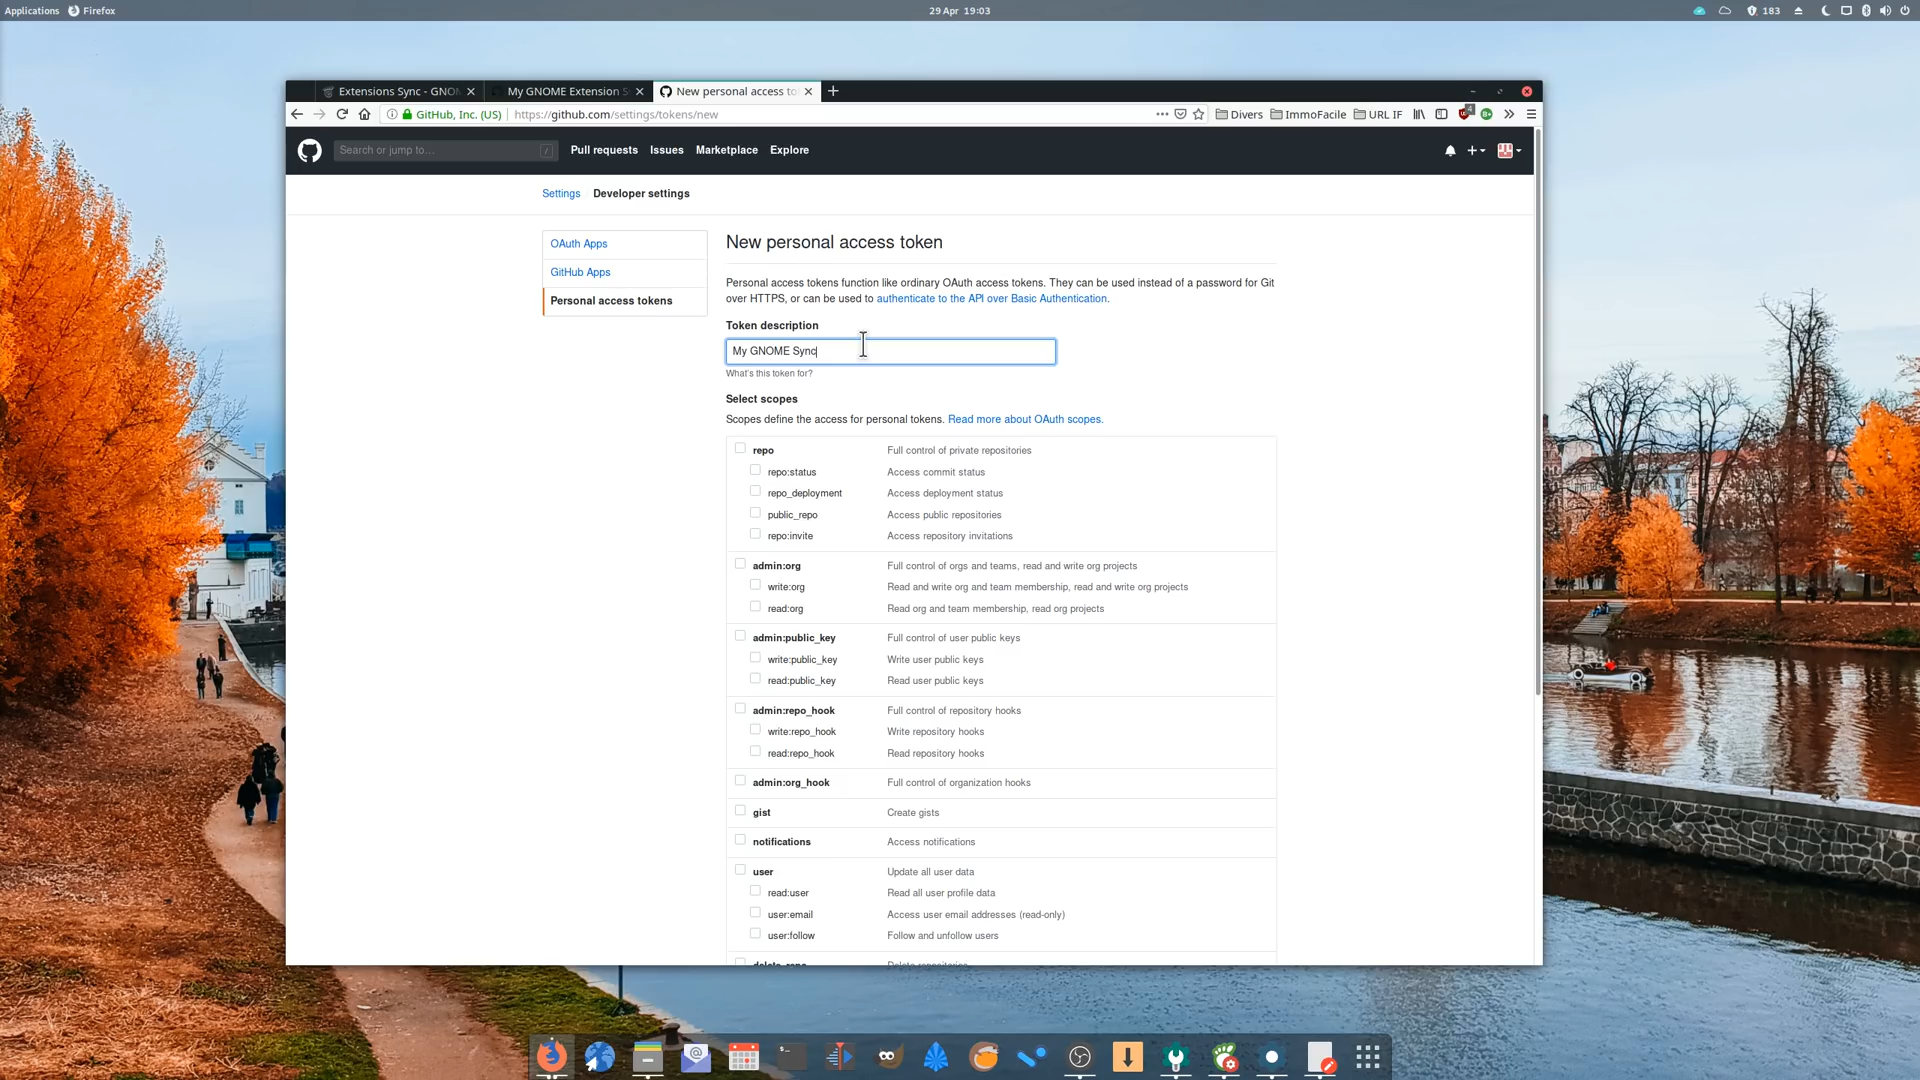 Applications Firefox 29 Apr 19:03 183
Extensions Sync - GNO My GNOME Extension S New personal access to
GitHub, Inc. (US) https://github.com/settings/tokens/new Divers ImmoFacile URL IF
Search or jump to… / Pull requests Issues Marketplace Explore
Settings Developer settings
OAuth Apps
GitHub Apps
Personal access tokens
New personal access token
Personal access tokens function like ordinary OAuth access tokens. They can be used instead of a password for Git
over HTTPS, or can be used to authenticate to the API over Basic Authentication.
Token description
My GNOME Sync
What's this token for?
Select scopes
Scopes define the access for personal tokens. Read more about OAuth scopes.
repo Full control of private repositories
repo:status Access commit status
repo_deployment Access deployment status
public_repo Access public repositories
repo:invite Access repository invitations
admin:org Full control of orgs and teams, read and write org projects
write:org Read and write org and team membership, read and write org projects
read:org Read org and team membership, read org projects
admin:public_key Full control of user public keys
write:public_key Write user public keys
read:public_key Read user public keys
admin:repo_hook Full control of repository hooks
write:repo_hook Write repository hooks
read:repo_hook Read repository hooks
admin:org_hook Full control of organization hooks
gist Create gists
notifications Access notifications
user Update all user data
read:user Read all user profile data
user:email Access user email addresses (read-only)
user:follow Follow and unfollow users
delete_repo Delete repositories